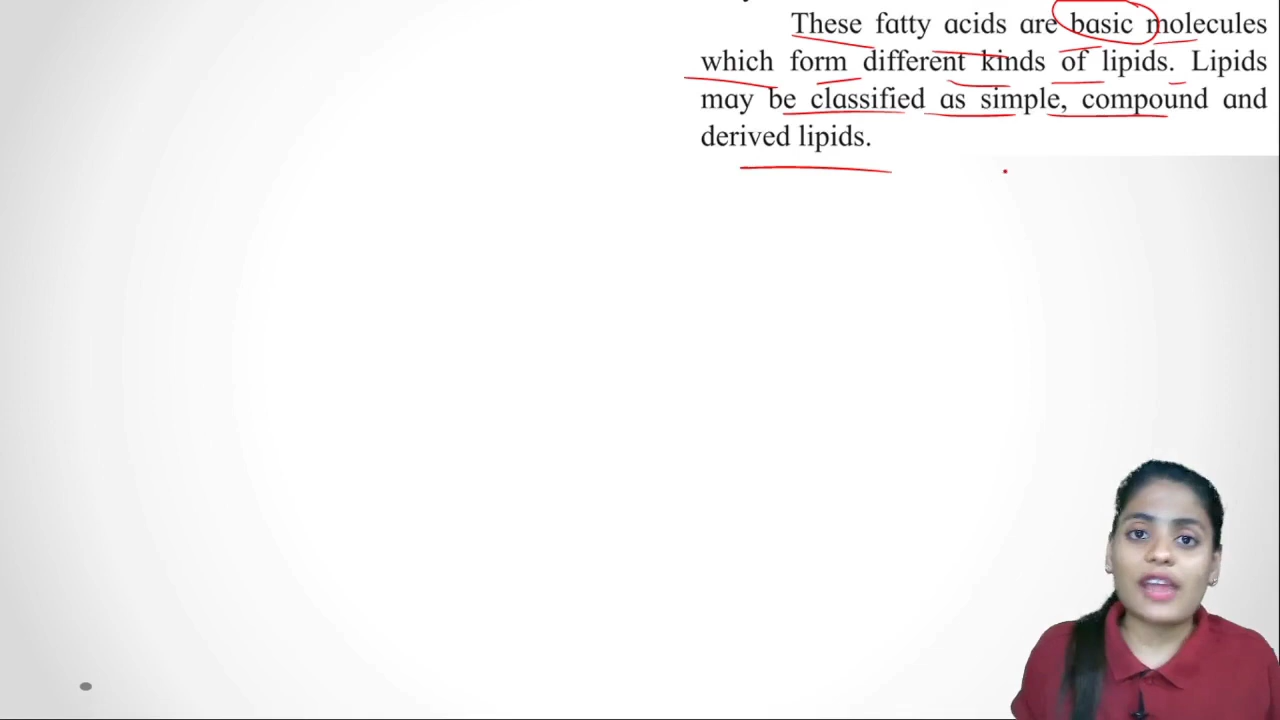 These fatty acids are basic molecules
which form different kinds of lipids. Lipids
may be classified as simple, compound and
derived lipids.